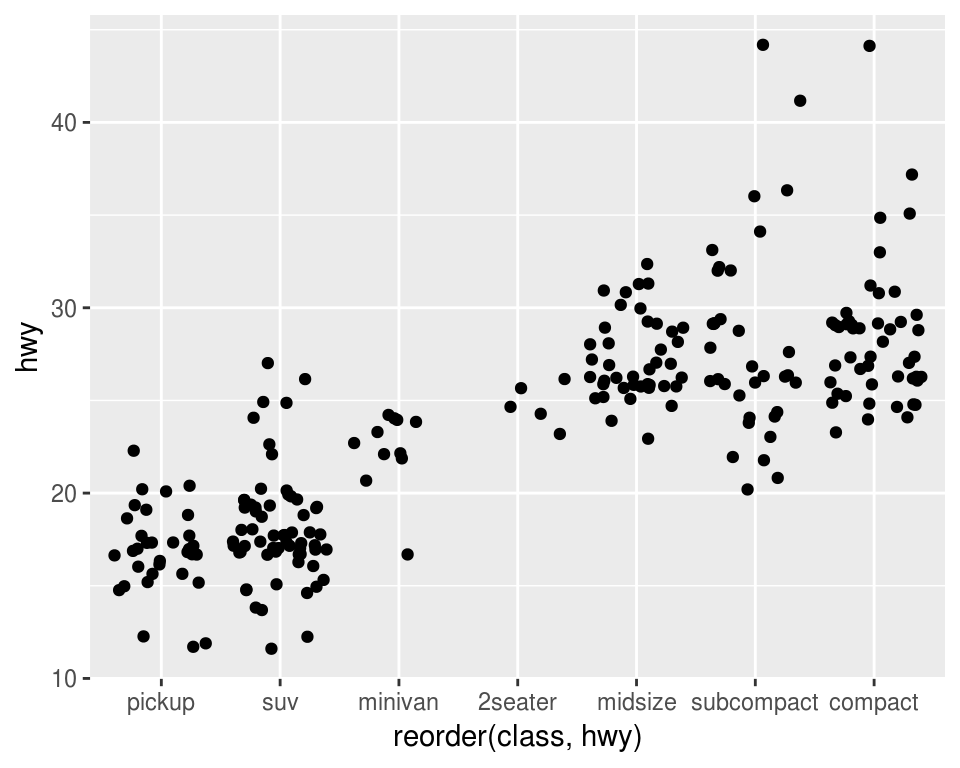 hwy
40
30
20
10
pickup suv minivan 2seater midsize subcompact compact
reorder(class, hwy)